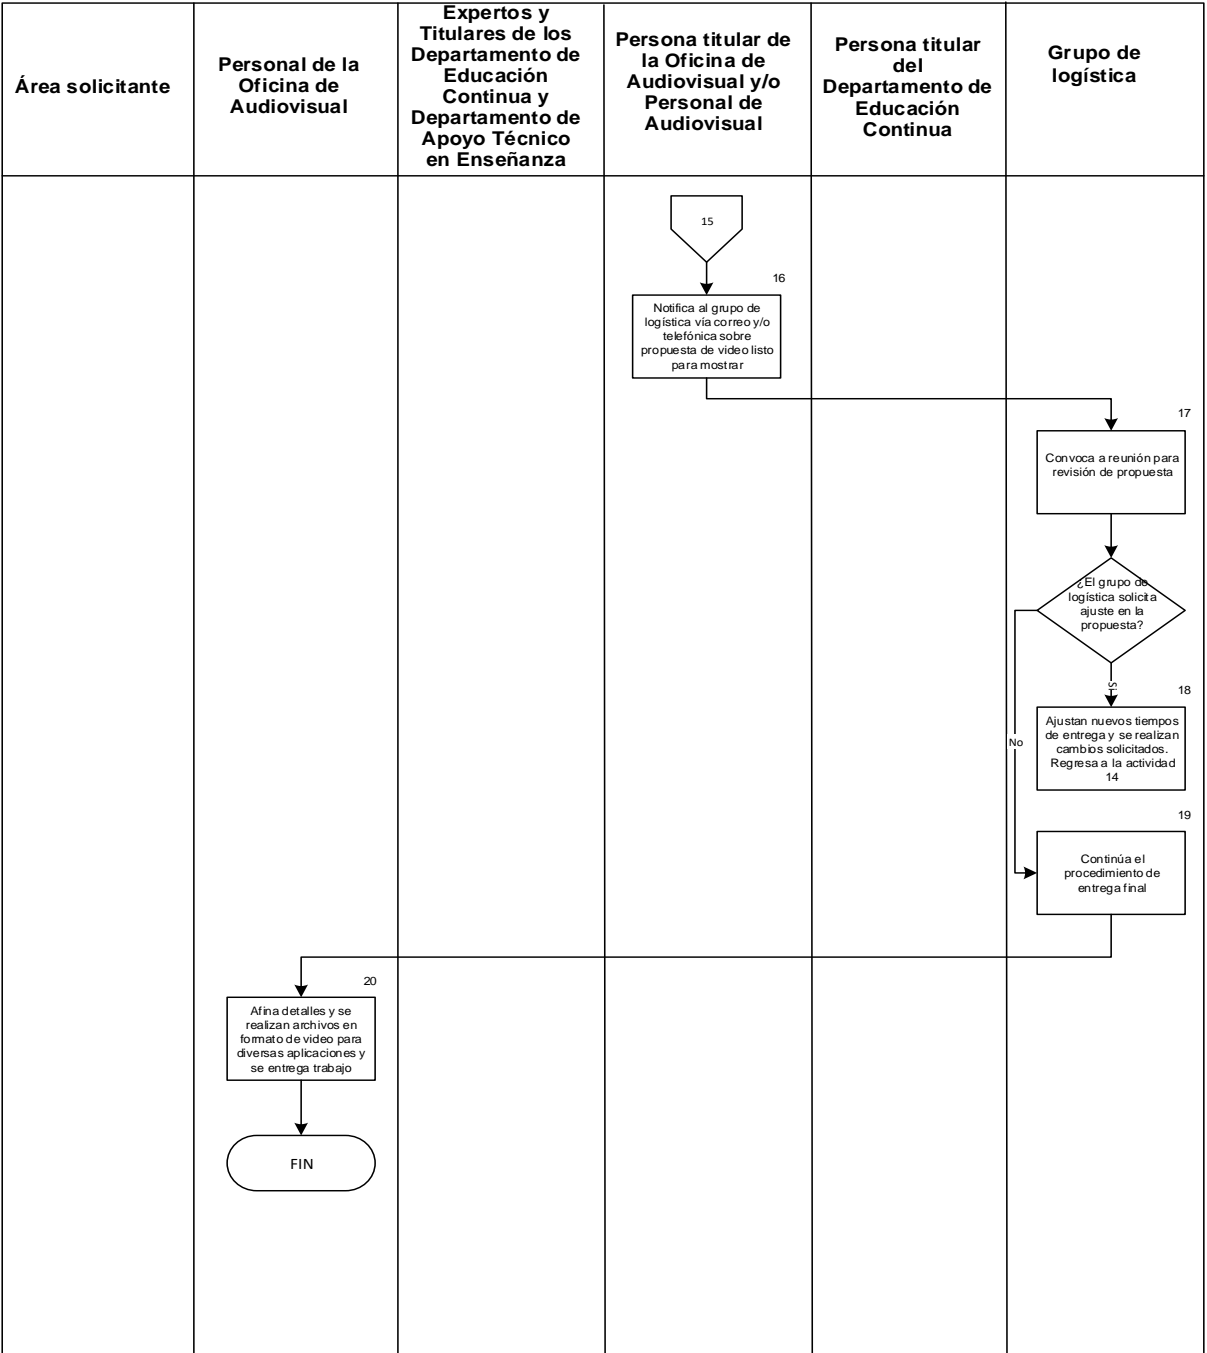 Área solicitante
Personal de la
Oficina de
Audiovisual
Expertos y
Titulares de los
Departamento de
Educación
Continua y
Departamento de
Apoyo Técnico
en Enseñanza
Persona titular de
la Oficina de
Audiovisual y/o
Personal de
Audiovisual
Persona titular
del
Departamento de
Educación
Continua
Grupo de
logística
15
16
Notifica al grupo de
logística vía correo y/o
telefónica sobre
propuesta de video listo
para mostrar
17
Convoca a reunión para
revisión de propuesta
¿El grupo de
logística solicita
ajuste en la
propuesta?
Si
18
Ajustan nuevos tiempos
de entrega y se realizan
cambios solicitados.
Regresa a la actividad
14
No
19
Continúa el
procedimiento de
entrega final
20
Afina detalles y se
realizan archivos en
formato de video para
diversas aplicaciones y
se entrega trabajo
FIN